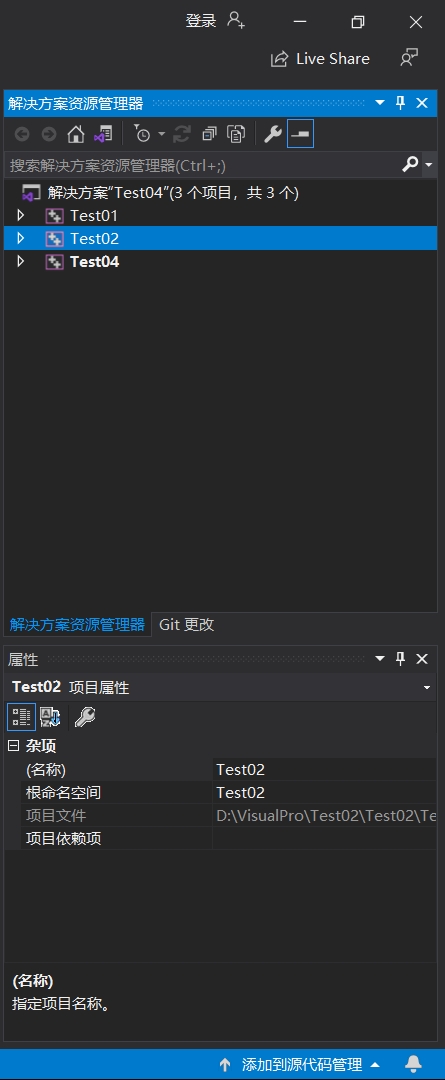 登录
Live Share
解决方案资源管理器
搜索解决方案资源管理器(Ctrl+;)
解决方案"Test04"(3 个项目，共 3 个)
Test01
Test02
Test04
解决方案资源管理器 Git 更改
属性
Test02 项目属性
杂项
(名称) Test02
根命名空间 Test02
项目文件 D:\VisualPro\Test02\Test02\Te
项目依赖项
(名称)
指定项目名称。
添加到源代码管理